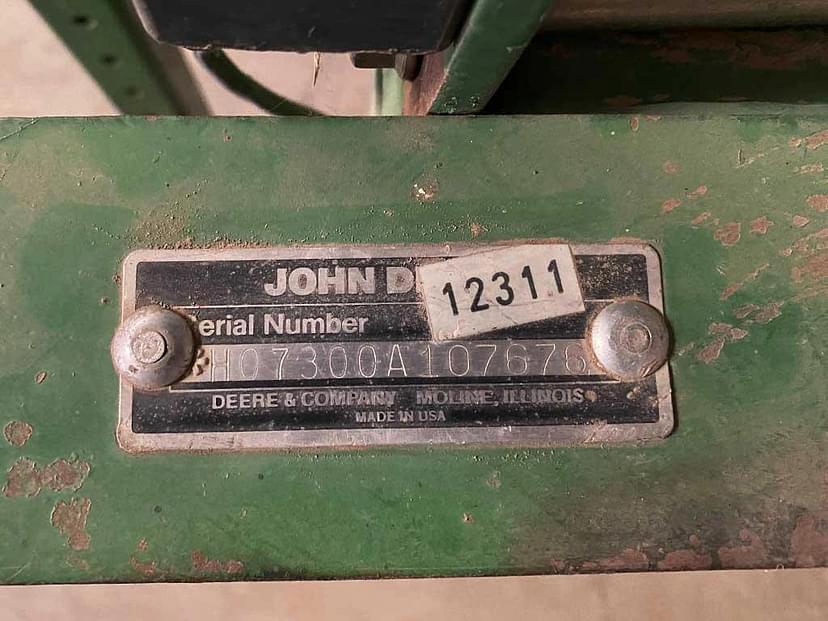 JOHN D
12311
erial Number
H07300A107676
DEERE & COMPANY MOLINE, ILLINOIS
MADE IN USA